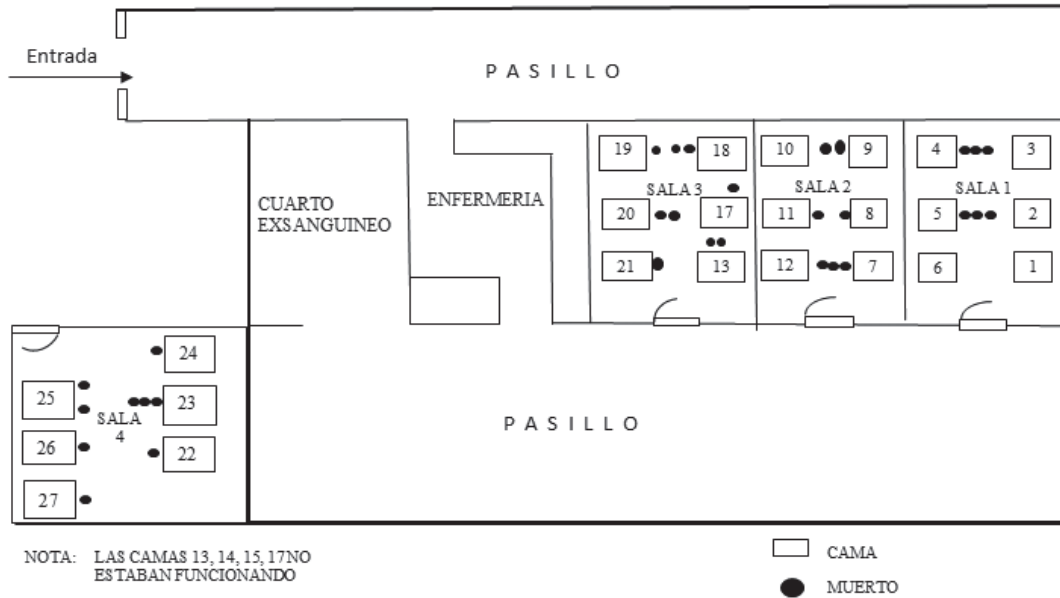 Entrada
PASILLO
19 18 10 9 4 3
SALA 3 SALA 2 SALA 1
20 17 11 8 5 2
21 13 12 7 6 1
CUARTO
EXSANGUINEO
ENFERMERIA
24
25 23
SALA
4
26 22
27
PASILLO
NOTA: LAS CAMAS 13, 14, 15, 17 NO
ESTABAN FUNCIONANDO
CAMA
MUERTO